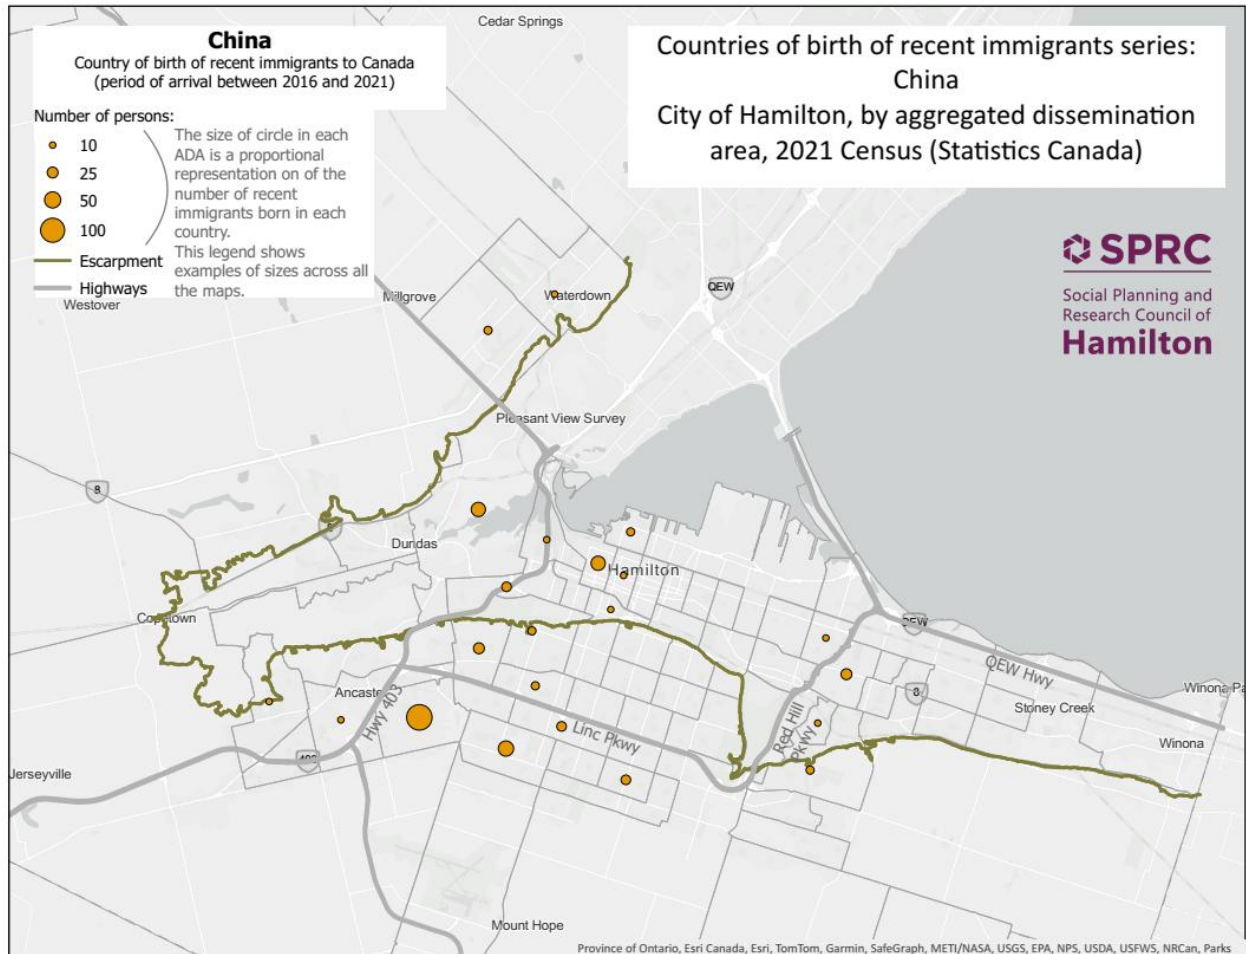 Cedar Springs
China
Country of birth of recent immigrants to Canada
(period of arrival between 2016 and 2021)
Number of persons:
10
25
50
100
Escarpment
Highways
The size of circle in each
ADA is a proportional
representation on of the
number of recent
immigrants born in each
country.
This legend shows
examples of sizes across all
the maps.
Countries of birth of recent immigrants series:
China
City of Hamilton, by aggregated dissemination
area, 2021 Census (Statistics Canada)
SPRC
Social Planning and
Research Council of
Hamilton
QEW
Westover
Millgrove
Waterdown
Pleasant View Survey
8
Dundas
Hamilton
Copetown
QEW
QEW Hwy
8
Ancaster
Hwy 403
Linc Pkwy
Red Hill
Pkwy
Stoney Creek
Winona Pa
Winona
403
Jerseyville
Mount Hope
Province of Ontario, Esri Canada, Esri, TomTom, Garmin, SafeGraph, METI/NASA, USGS, EPA, NPS, USDA, USFWS, NRCan, Parks